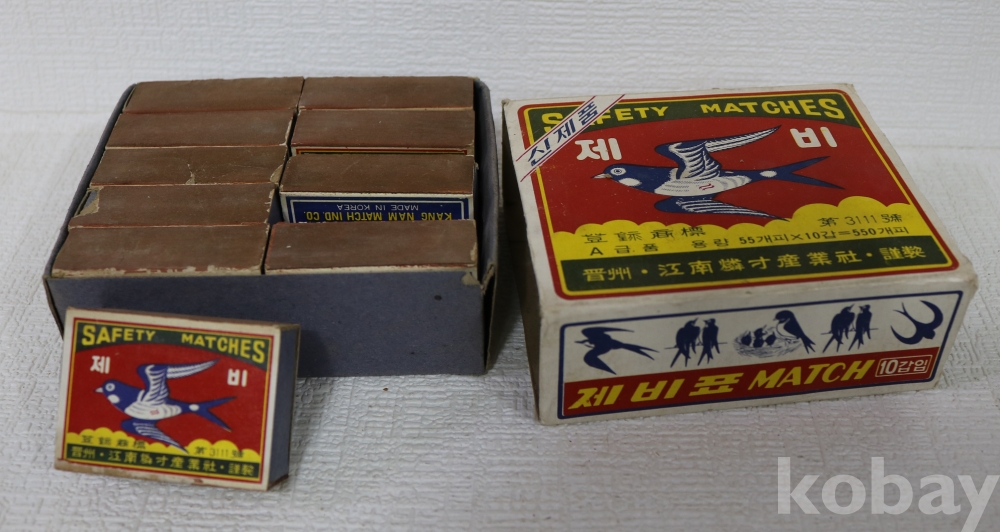 KANG NAM MATCH IND. CO.
MADE IN KOREA
SAFETY MATCHES
신제품
제 비
登錄商標 第3111號
A 급품 용량 55개피×10갑=550개피
晋州·江南燐寸産業社·謹製
제비표 MATCH 10갑입
SAFETY MATCHES
제 비
登錄商標 第3111號
晋州·江南燐寸産業社·謹製
kobay